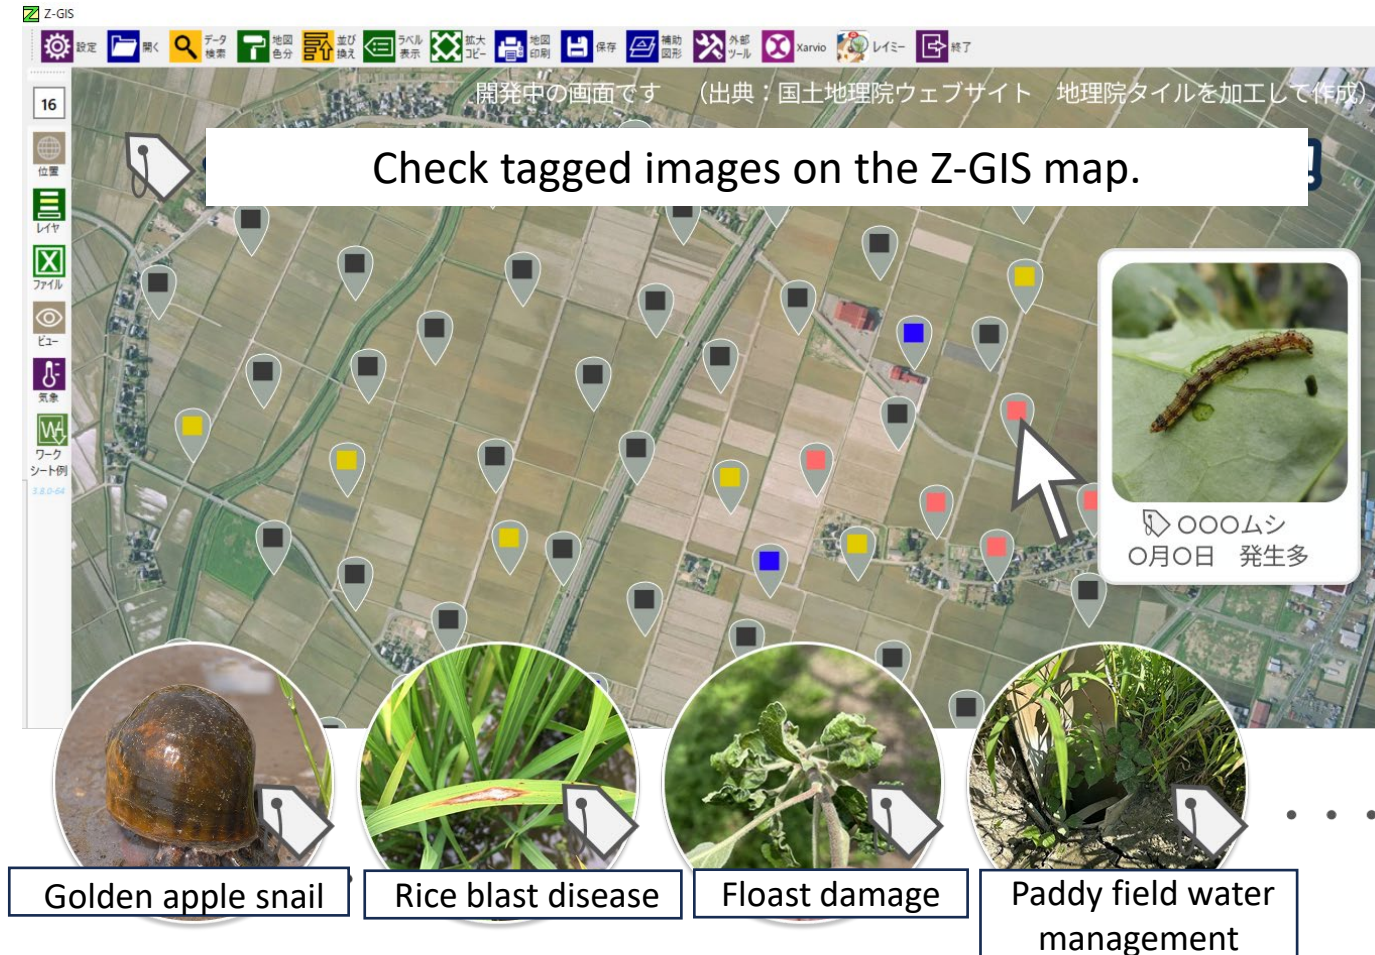 Z-GIS
設定
開く
データ
検索
地図
色分
並び
換え
ラベル
表示
拡大
コピー
地図
印刷
保存
補助
図形
外部
ツール
Xarvio
レイミー
終了
開発中の画面です （出典：国土地理院ウェブサイト 地理院タイルを加工して作成）
16
位置
レイヤ
ファイル
ビュー
気象
ワーク
シート例
3.8.0-64
Check tagged images on the Z-GIS map.
!
〇〇〇ムシ
〇月〇日 発生多
Golden apple snail
Rice blast disease
Floast damage
Paddy field water
management
• • •